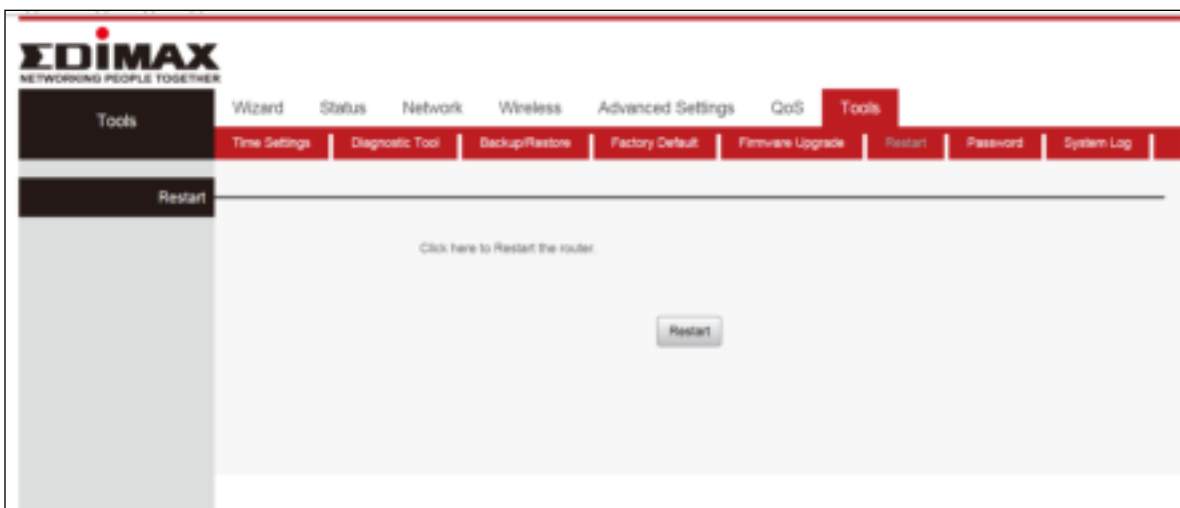 EDIMAX
NETWORKING PEOPLE TOGETHER
Tools
Wizard Status Network Wireless Advanced Settings QoS Tools
Time Settings Diagnostic Tool Backup/Restore Factory Default Firmware Upgrade Restart Password System Log
Restart
Click here to Restart the router.
Restart